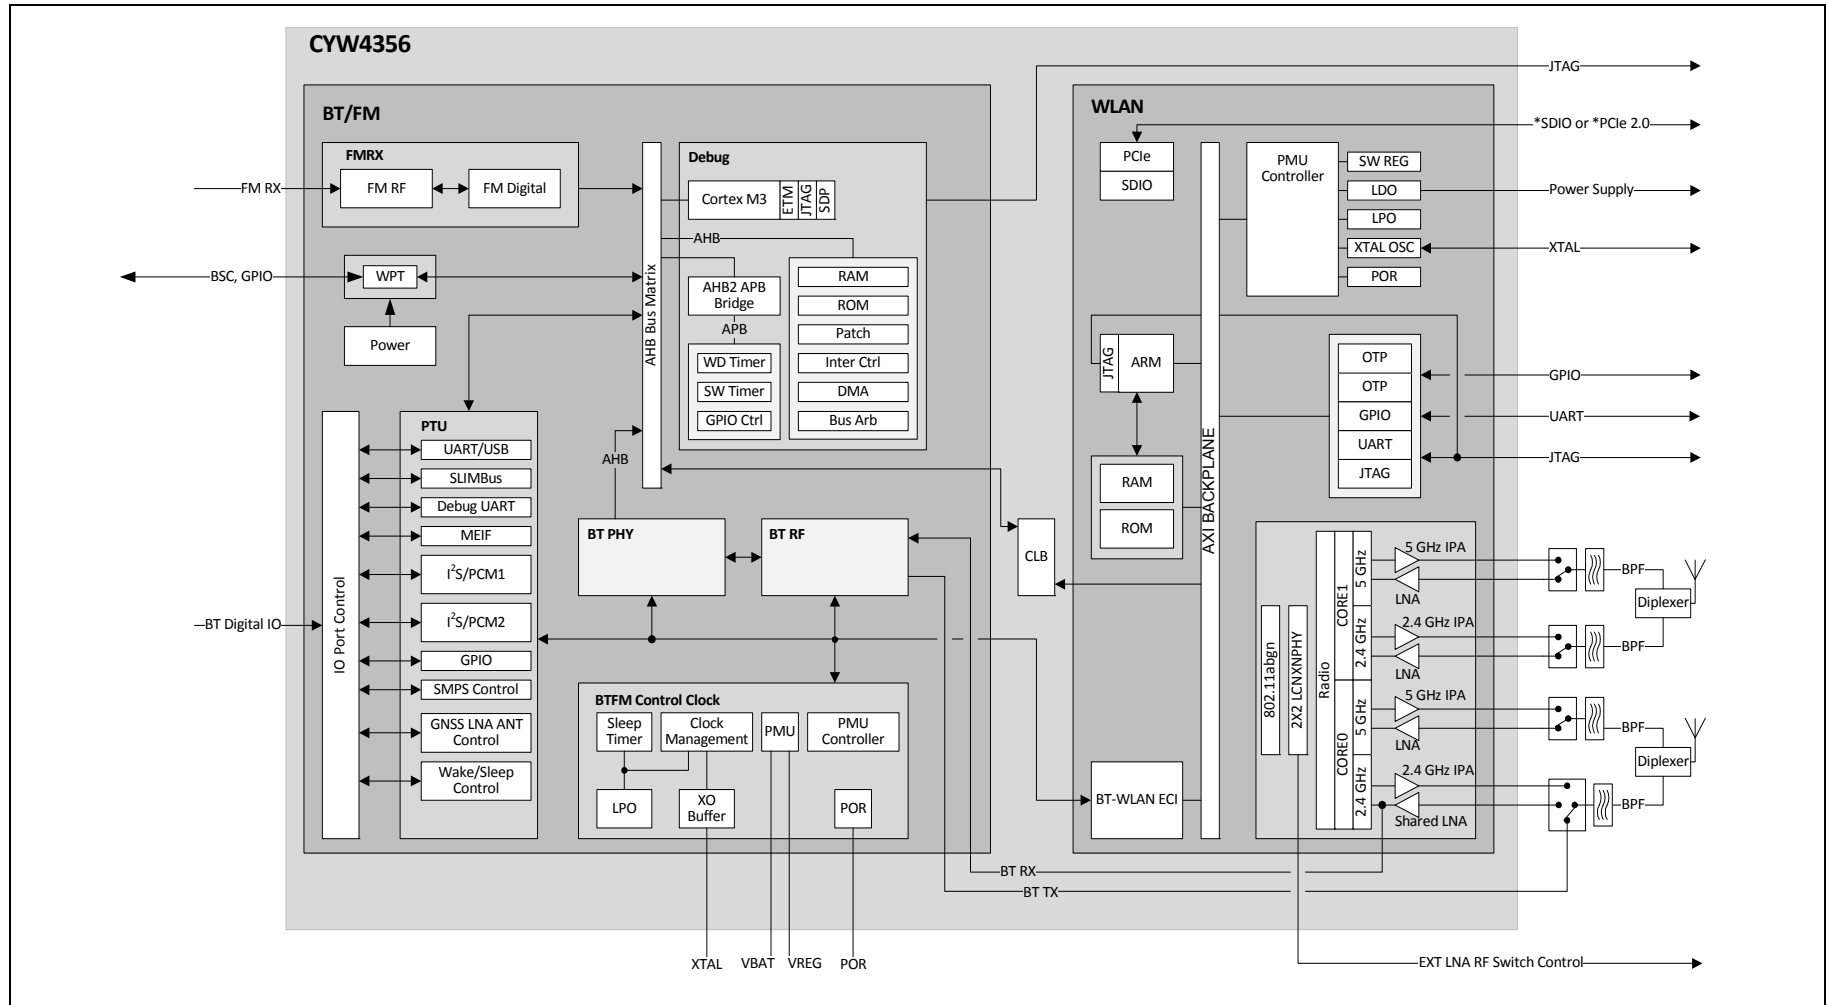 CYW4356
BT/FM
FMRX
FM RX
FM RF
FM Digital
BSC, GPIO
WPT
Power
AHB Bus Matrix
Debug
Cortex M3
ETM
JTAG
SDP
AHB
AHB2 APB
Bridge
APB
WD Timer
SW Timer
GPIO Ctrl
RAM
ROM
Patch
Inter Ctrl
DMA
Bus Arb
IO Port Control
BT Digital IO
PTU
UART/USB
SLIMBus
Debug UART
MEIF
I²S/PCM1
I²S/PCM2
GPIO
SMPS Control
GNSS LNA ANT
Control
Wake/Sleep
Control
AHB
BT PHY
BT RF
BTFM Control Clock
Sleep
Timer
Clock
Management
PMU
PMU
Controller
LPO
XO
Buffer
POR
XTAL
VBAT
VREG
POR
CLB
WLAN
PCIe
SDIO
AXI BACKPLANE
PMU
Controller
SW REG
LDO
LPO
XTAL OSC
POR
JTAG
ARM
RAM
ROM
OTP
OTP
GPIO
UART
JTAG
BT-WLAN ECI
802.11abgn
2X2 LCNXNPHY
Radio
CORE1
CORE0
5 GHz
2.4 GHz
5 GHz
2.4 GHz
5 GHz IPA
LNA
2.4 GHz IPA
LNA
5 GHz IPA
LNA
2.4 GHz IPA
Shared LNA
BT RX
BT TX
JTAG
*SDIO or *PCIe 2.0
Power Supply
XTAL
GPIO
UART
JTAG
BPF
Diplexer
BPF
BPF
Diplexer
BPF
EXT LNA RF Switch Control